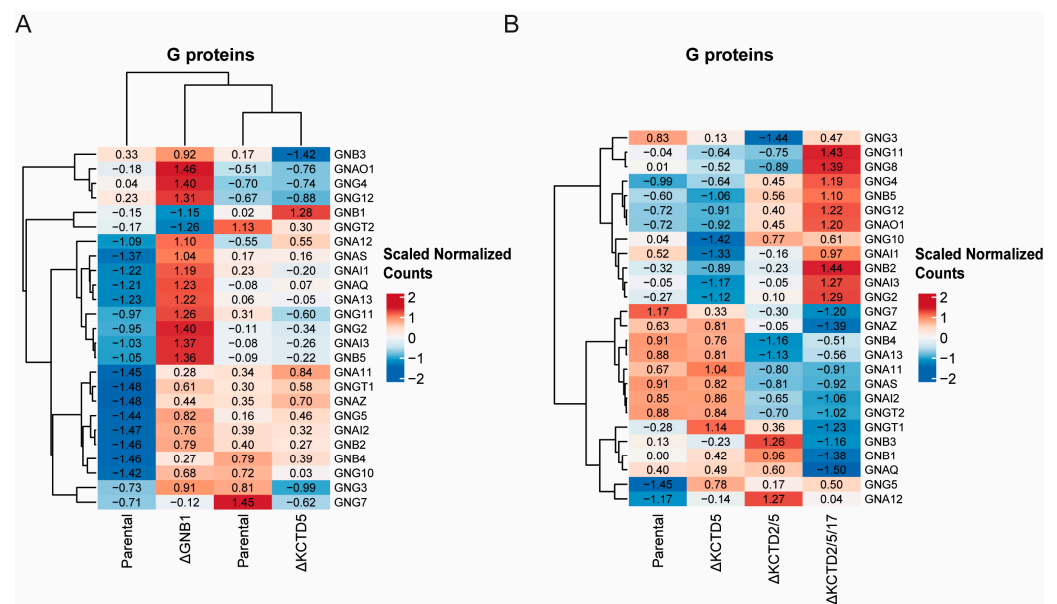 A
B
G proteins
G proteins
0.33 0.92 0.17 −1.42 GNB3
−0.18 1.46 −0.51 −0.76 GNAO1
0.04 1.40 −0.70 −0.74 GNG4
0.23 1.31 −0.67 −0.88 GNG12
−0.15 −1.15 0.02 1.28 GNB1
−0.17 −1.26 1.13 0.30 GNGT2
−1.09 1.10 −0.55 0.55 GNA12
−1.37 1.04 0.17 0.16 GNAS
−1.22 1.19 0.23 −0.20 GNAI1
−1.21 1.23 −0.08 0.07 GNAQ
−1.23 1.22 0.06 −0.05 GNA13
−0.97 1.26 0.31 −0.60 GNG11
−0.95 1.40 −0.11 −0.34 GNG2
−1.03 1.37 −0.08 −0.26 GNAI3
−1.05 1.36 −0.09 −0.22 GNB5
−1.45 0.28 0.34 0.84 GNA11
−1.48 0.61 0.30 0.58 GNGT1
−1.48 0.44 0.35 0.70 GNAZ
−1.44 0.82 0.16 0.46 GNG5
−1.47 0.76 0.39 0.32 GNAI2
−1.46 0.79 0.40 0.27 GNB2
−1.46 0.27 0.79 0.39 GNB4
−1.42 0.68 0.72 0.03 GNG10
−0.73 0.91 0.81 −0.99 GNG3
−0.71 −0.12 1.45 −0.62 GNG7
Parental
ΔGNB1
Parental
ΔKCTD5
Scaled Normalized
Counts
2
1
0
−1
−2
0.83 0.13 −1.44 0.47 GNG3
−0.04 −0.64 −0.75 1.43 GNG11
0.01 −0.52 −0.89 1.39 GNG8
−0.99 −0.64 0.45 1.19 GNG4
−0.60 −1.06 0.56 1.10 GNB5
−0.72 −0.91 0.40 1.22 GNG12
−0.72 −0.92 0.45 1.20 GNAO1
0.04 −1.42 0.77 0.61 GNG10
0.52 −1.33 −0.16 0.97 GNAI1
−0.32 −0.89 −0.23 1.44 GNB2
−0.05 −1.17 −0.05 1.27 GNAI3
−0.27 −1.12 0.10 1.29 GNG2
1.17 0.33 −0.30 −1.20 GNG7
0.63 0.81 −0.05 −1.39 GNAZ
0.91 0.76 −1.16 −0.51 GNB4
0.88 0.81 −1.13 −0.56 GNA13
0.67 1.04 −0.80 −0.91 GNA11
0.91 0.82 −0.81 −0.92 GNAS
0.85 0.86 −0.65 −1.06 GNAI2
0.88 0.84 −0.70 −1.02 GNGT2
−0.28 1.14 0.36 −1.23 GNGT1
0.13 −0.23 1.26 −1.16 GNB3
0.00 0.42 0.96 −1.38 GNB1
0.40 0.49 0.60 −1.50 GNAQ
−1.45 0.78 0.17 0.50 GNG5
−1.17 −0.14 1.27 0.04 GNA12
Parental
ΔKCTD5
ΔKCTD2/5
ΔKCTD2/5/17
Scaled Normalized
Counts
2
1
0
−1
−2